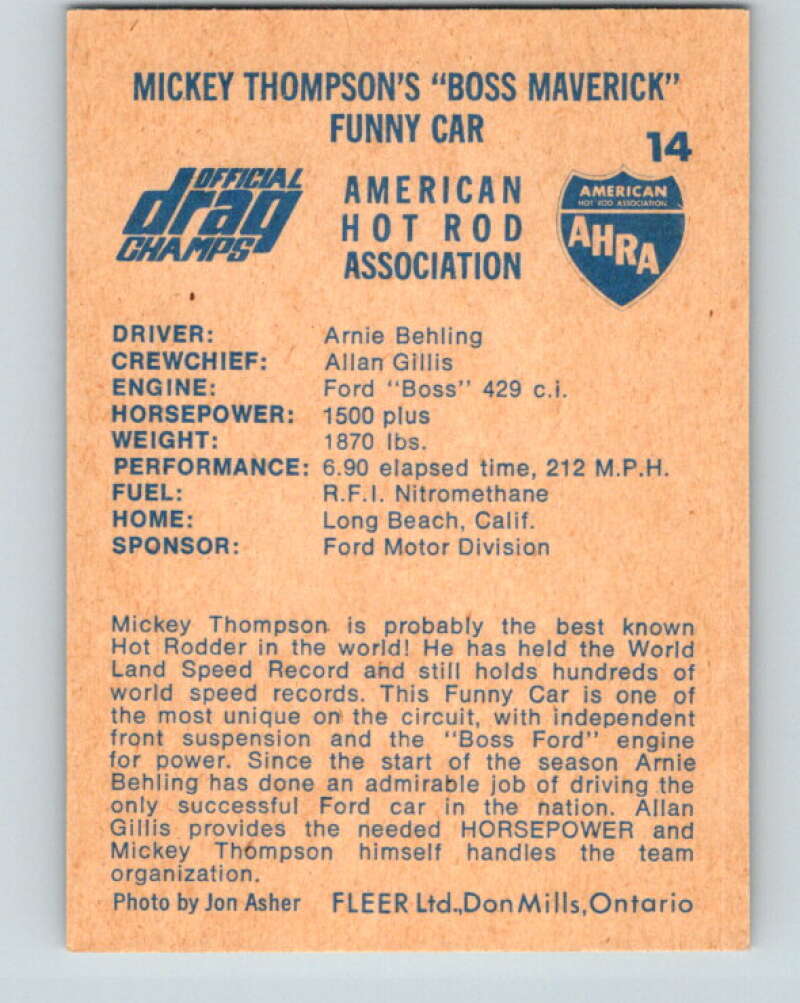 MICKEY THOMPSON'S "BOSS MAVERICK"
FUNNY CAR
14
OFFICIAL
drag
CHAMPS
AMERICAN
HOT ROD
ASSOCIATION
AMERICAN
HOT ROD ASSOCIATION
AHRA
DRIVER: Arnie Behling
CREWCHIEF: Allan Gillis
ENGINE: Ford "Boss" 429 c.i.
HORSEPOWER: 1500 plus
WEIGHT: 1870 lbs.
PERFORMANCE: 6.90 elapsed time, 212 M.P.H.
FUEL: R.F.I. Nitromethane
HOME: Long Beach, Calif.
SPONSOR: Ford Motor Division
Mickey Thompson is probably the best known
Hot Rodder in the world! He has held the World
Land Speed Record and still holds hundreds of
world speed records. This Funny Car is one of
the most unique on the circuit, with independent
front suspension and the "Boss Ford" engine
for power. Since the start of the season Arnie
Behling has done an admirable job of driving the
only successful Ford car in the nation. Allan
Gillis provides the needed HORSEPOWER and
Mickey Thompson himself handles the team
organization.
Photo by Jon Asher FLEER Ltd., Don Mills, Ontario